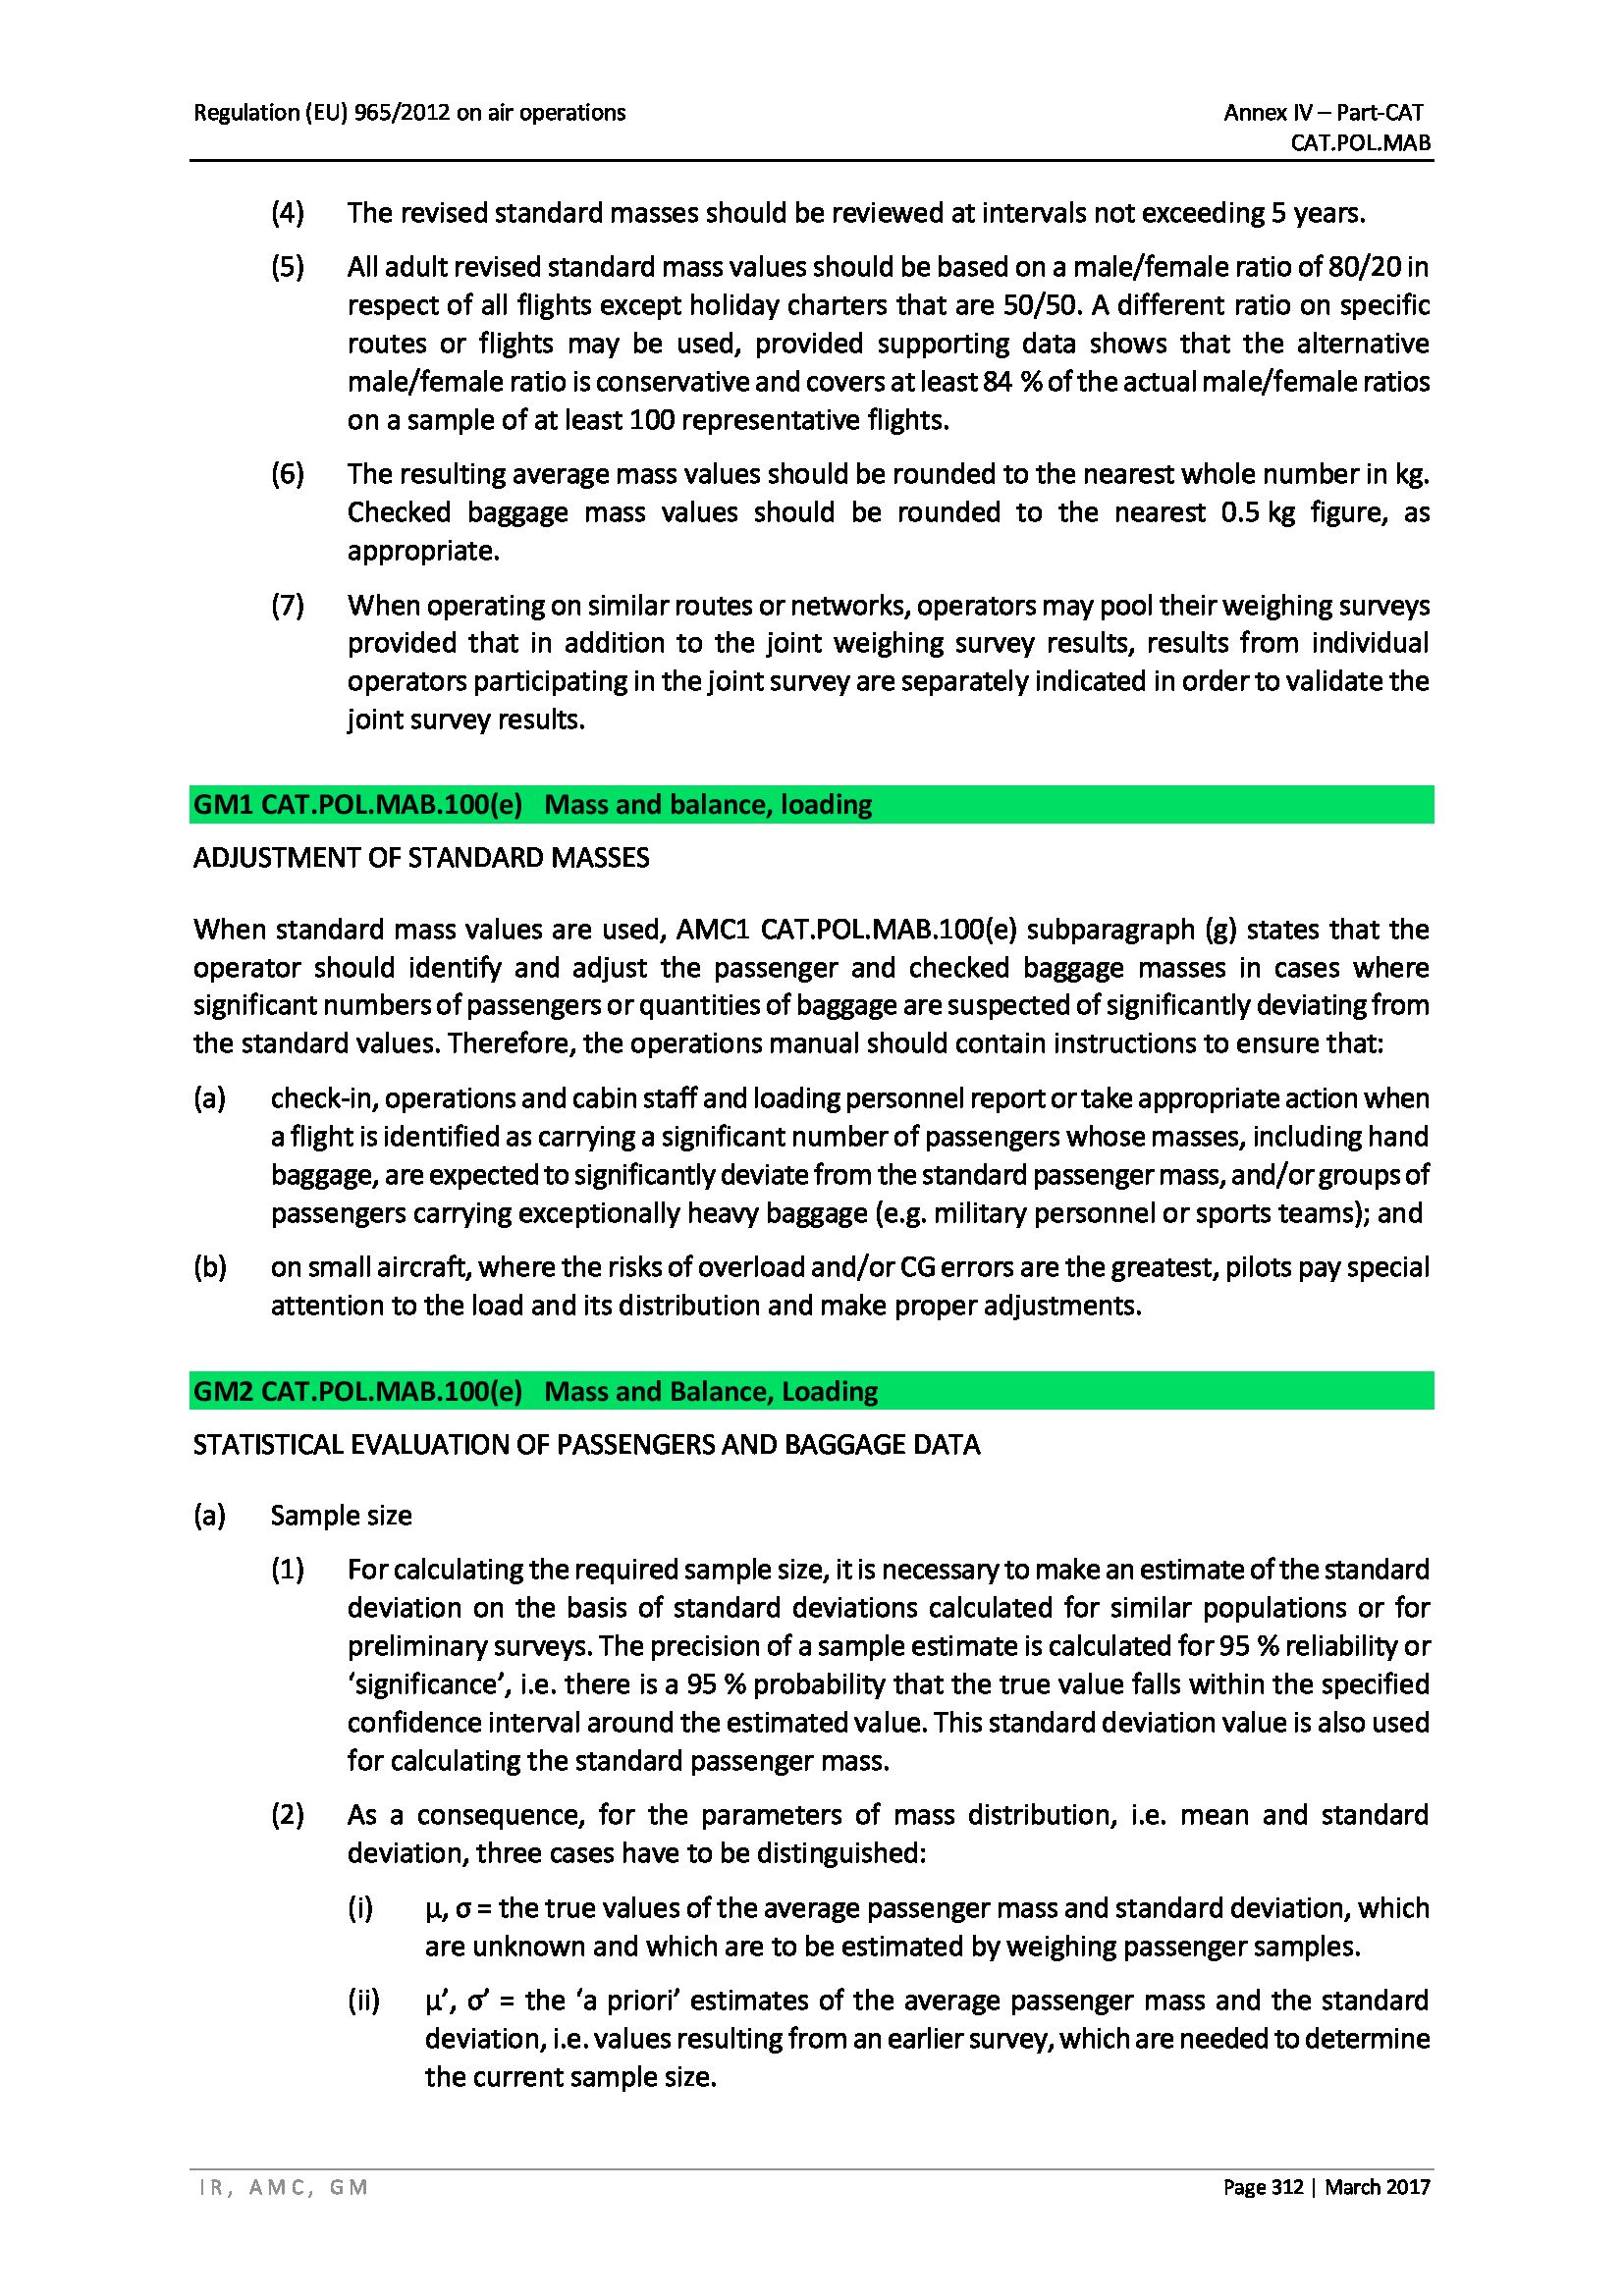 Regulation (EU) 965/2012 on air operations
Annex IV – Part-CAT
CAT.POL.MAB
(4) The revised standard masses should be reviewed at intervals not exceeding 5 years.
(5) All adult revised standard mass values should be based on a male/female ratio of 80/20 in
respect of all flights except holiday charters that are 50/50. A different ratio on specific
routes or flights may be used, provided supporting data shows that the alternative
male/female ratio is conservative and covers at least 84 % of the actual male/female ratios
on a sample of at least 100 representative flights.
(6) The resulting average mass values should be rounded to the nearest whole number in kg.
Checked baggage mass values should be rounded to the nearest 0.5 kg figure, as
appropriate.
(7) When operating on similar routes or networks, operators may pool their weighing surveys
provided that in addition to the joint weighing survey results, results from individual
operators participating in the joint survey are separately indicated in order to validate the
joint survey results.
GM1 CAT.POL.MAB.100(e) Mass and balance, loading
ADJUSTMENT OF STANDARD MASSES
When standard mass values are used, AMC1 CAT.POL.MAB.100(e) subparagraph (g) states that the
operator should identify and adjust the passenger and checked baggage masses in cases where
significant numbers of passengers or quantities of baggage are suspected of significantly deviating from
the standard values. Therefore, the operations manual should contain instructions to ensure that:
(a) check-in, operations and cabin staff and loading personnel report or take appropriate action when
a flight is identified as carrying a significant number of passengers whose masses, including hand
baggage, are expected to significantly deviate from the standard passenger mass, and/or groups of
passengers carrying exceptionally heavy baggage (e.g. military personnel or sports teams); and
(b) on small aircraft, where the risks of overload and/or CG errors are the greatest, pilots pay special
attention to the load and its distribution and make proper adjustments.
GM2 CAT.POL.MAB.100(e) Mass and Balance, Loading
STATISTICAL EVALUATION OF PASSENGERS AND BAGGAGE DATA
(a) Sample size
(1) For calculating the required sample size, it is necessary to make an estimate of the standard
deviation on the basis of standard deviations calculated for similar populations or for
preliminary surveys. The precision of a sample estimate is calculated for 95 % reliability or
‘significance’, i.e. there is a 95 % probability that the true value falls within the specified
confidence interval around the estimated value. This standard deviation value is also used
for calculating the standard passenger mass.
(2) As a consequence, for the parameters of mass distribution, i.e. mean and standard
deviation, three cases have to be distinguished:
(i) μ, σ = the true values of the average passenger mass and standard deviation, which
are unknown and which are to be estimated by weighing passenger samples.
(ii) μ’, σ’ = the ‘a priori’ estimates of the average passenger mass and the standard
deviation, i.e. values resulting from an earlier survey, which are needed to determine
the current sample size.
IR, AMC, GM
Page 312 | March 2017